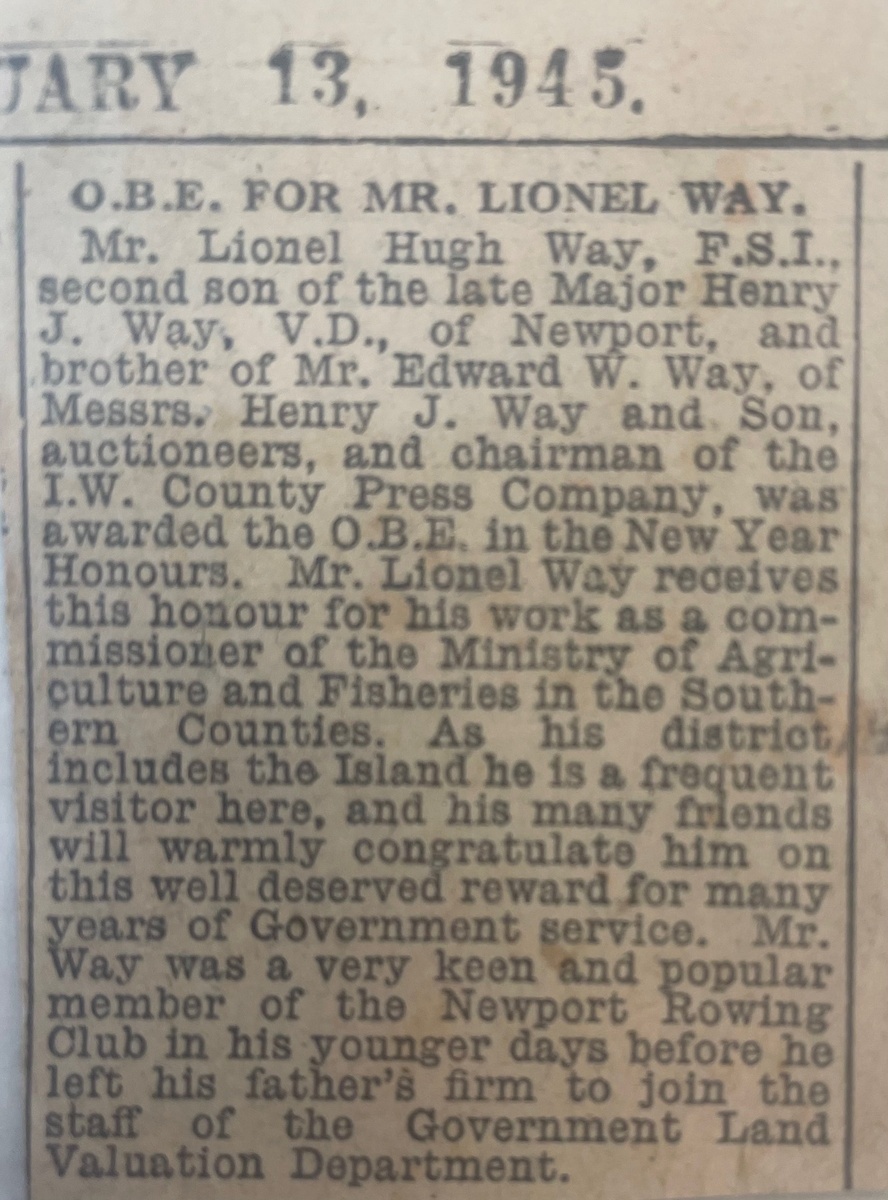 UARY 13, 1945.
O.B.E. FOR MR. LIONEL WAY.
Mr. Lionel Hugh Way, F.S.I.,
second son of the late Major Henry
J. Way, V.D., of Newport, and
brother of Mr. Edward W. Way, of
Messrs. Henry J. Way and Son,
auctioneers, and chairman of the
I.W. County Press Company, was
awarded the O.B.E. in the New Year
Honours. Mr. Lionel Way receives
this honour for his work as a com-
missioner of the Ministry of Agri-
culture and Fisheries in the South-
ern Counties. As his district
includes the Island he is a frequent
visitor here, and his many friends
will warmly congratulate him on
this well deserved reward for many
years of Government service. Mr.
Way was a very keen and popular
member of the Newport Rowing
Club in his younger days before he
left his father's firm to join the
staff of the Government Land
Valuation Department.